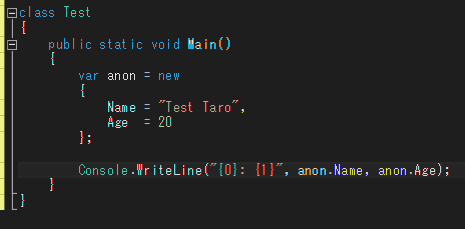 class Test
{
    public static void Main()
    {
        var anon = new
        {
            Name = "Test Taro",
            Age  = 20
        };

        Console.WriteLine("{0}: {1}", anon.Name, anon.Age);
    }
}